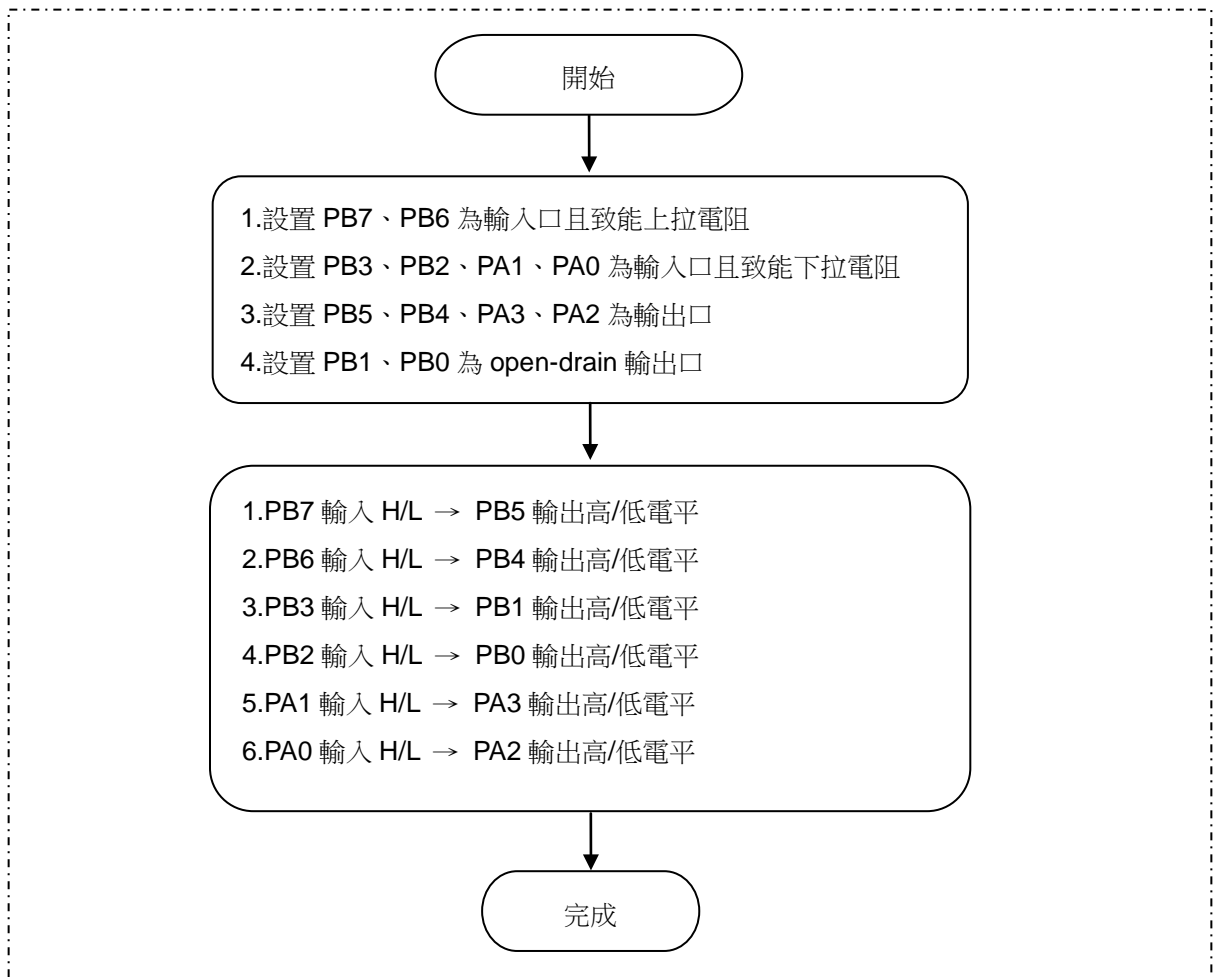 開始
1.設置 PB7、PB6 為輸入口且致能上拉電阻
2.設置 PB3、PB2、PA1、PA0 為輸入口且致能下拉電阻
3.設置 PB5、PB4、PA3、PA2 為輸出口
4.設置 PB1、PB0 為 open-drain 輸出口
1.PB7 輸入 H/L → PB5 輸出高/低電平
2.PB6 輸入 H/L → PB4 輸出高/低電平
3.PB3 輸入 H/L → PB1 輸出高/低電平
4.PB2 輸入 H/L → PB0 輸出高/低電平
5.PA1 輸入 H/L → PA3 輸出高/低電平
6.PA0 輸入 H/L → PA2 輸出高/低電平
完成